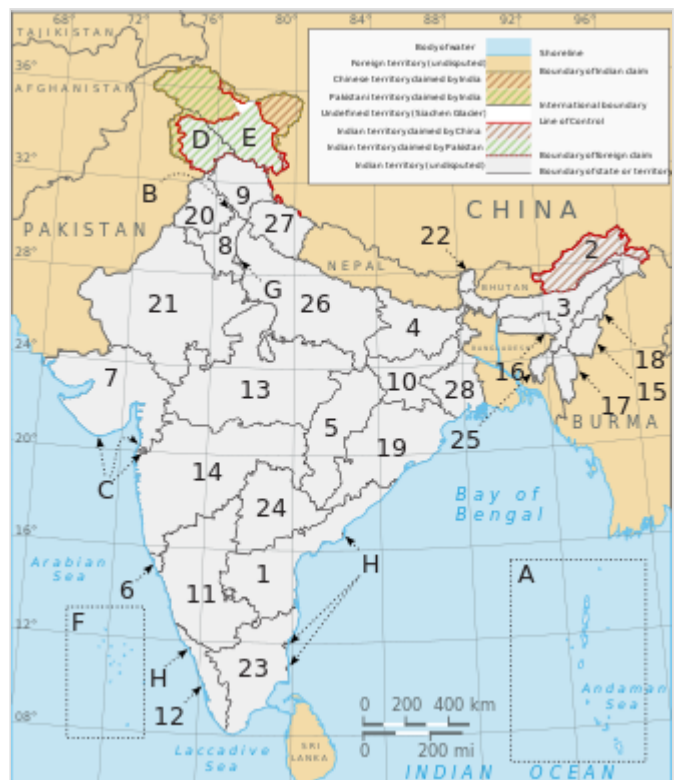 68° 72° 76° 80° 84° 88° 92° 96°
TAJIKISTAN
36°
AFGHANISTAN
32°
28°
24°
20°
16°
12°
08°
Body of water
Foreign territory (undisputed)
Chinese territory claimed by India
Pakistani territory claimed by India
Undefined territory (Siachen Glacier)
Indian territory claimed by China
Indian territory claimed by Pakistan
Indian territory (undisputed)
Shoreline
Boundary of Indian claim
International boundary
Line of Control
Boundary of foreign claim
Boundary of state or territory
D E
B 9
20
27
8
G
PAKISTAN
CHINA
NEPAL
22
BHUTAN
2
3
21
26
4
BANGLADESH
16
18
15
17
25
BURMA
7
13
10
28
5
19
C
14
24
Bay of
Bengal
Arabian
Sea
6
11
1
H
A
F
H
12
23
Andaman
Sea
0 200 400 km
0 200 mi
SRI
LANKA
Laccadive
Sea
INDIAN OCEAN